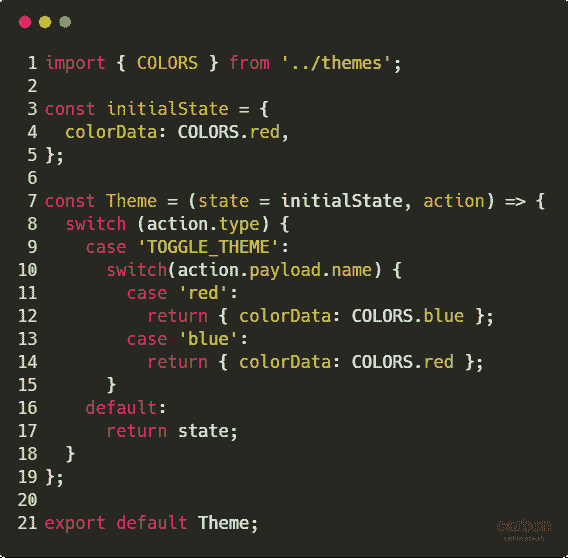 1 import { COLORS } from '../themes';
2
3 const initialState = {
4   colorData: COLORS.red,
5 };
6
7 const Theme = (state = initialState, action) => {
8   switch (action.type) {
9     case 'TOGGLE_THEME':
10       switch(action.payload.name) {
11         case 'red':
12           return { colorData: COLORS.blue };
13         case 'blue':
14           return { colorData: COLORS.red };
15       }
16     default:
17       return state;
18   }
19 };
20
21 export default Theme;
carbon